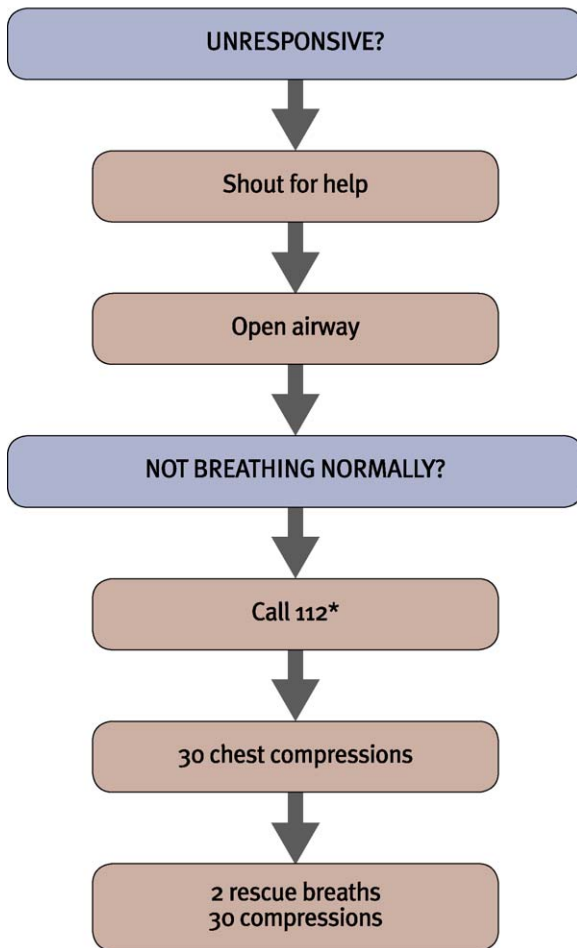 UNRESPONSIVE?
Shout for help
Open airway
NOT BREATHING NORMALLY?
Call 112*
30 chest compressions
2 rescue breaths
30 compressions